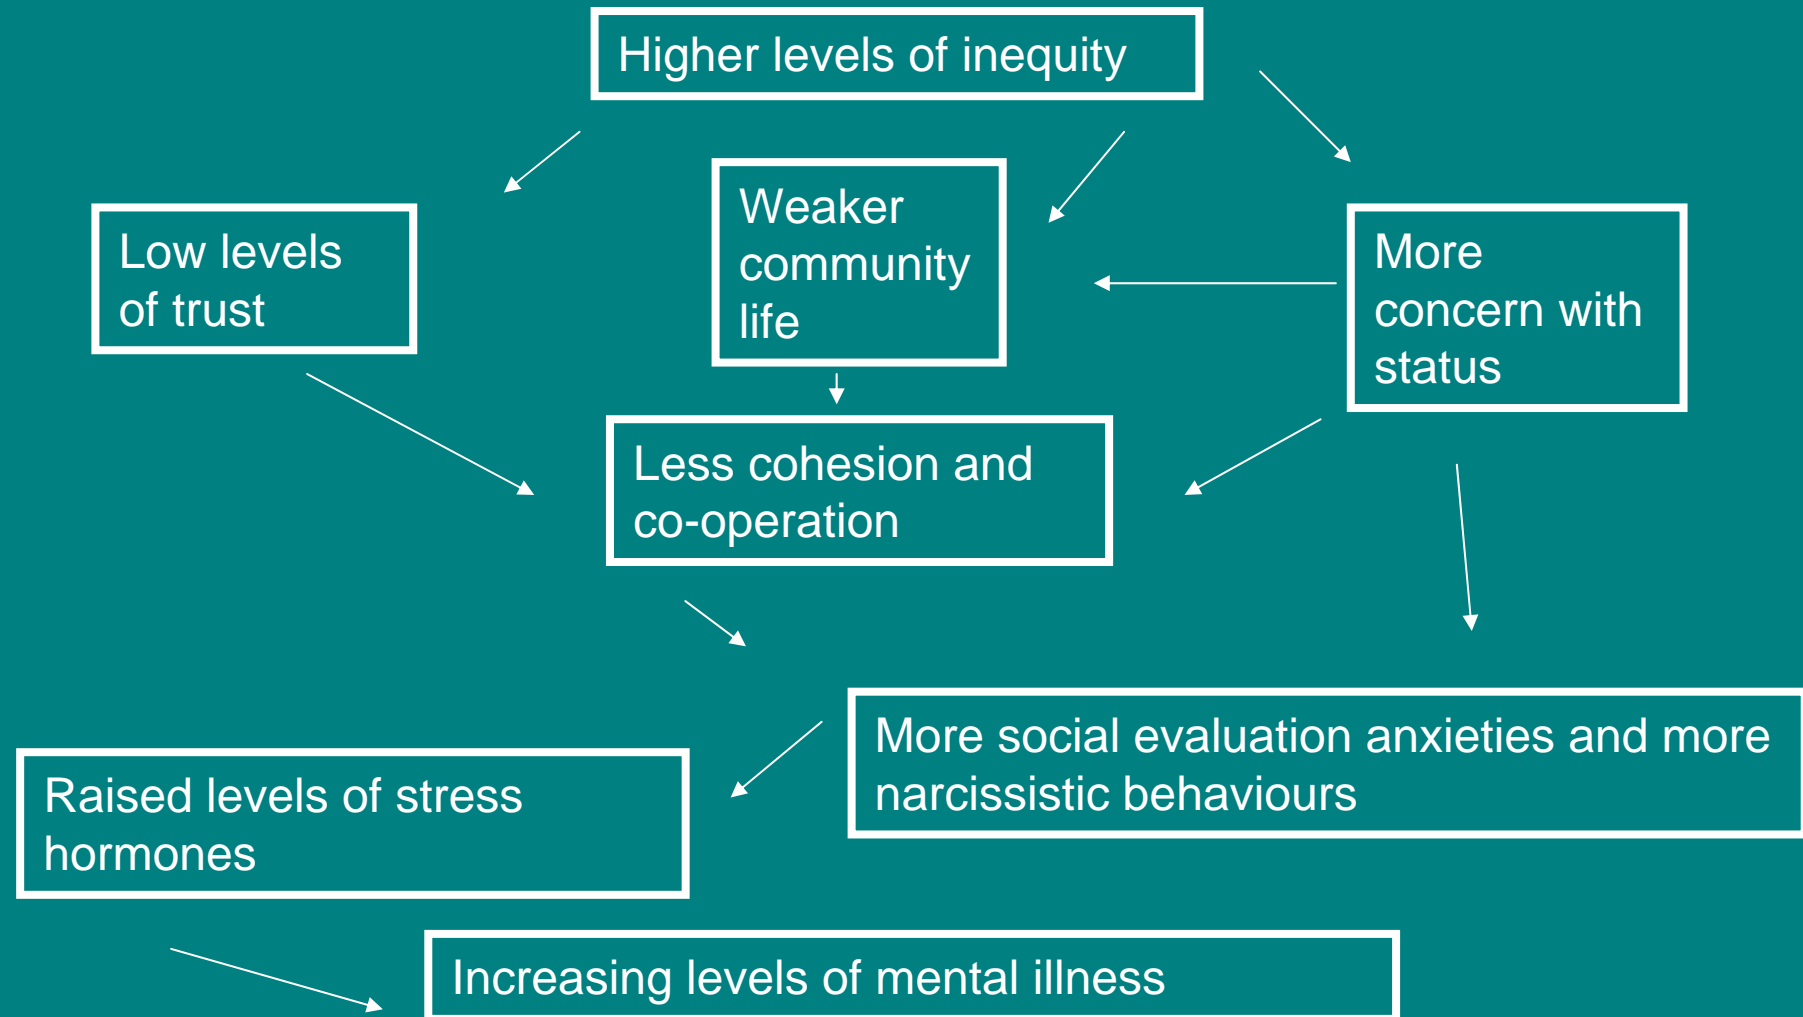 Higher levels of inequity
Low levels
of trust
Weaker
community
life
More
concern with
status
Less cohesion and
co-operation
More social evaluation anxieties and more
narcissistic behaviours
Raised levels of stress
hormones
Increasing levels of mental illness